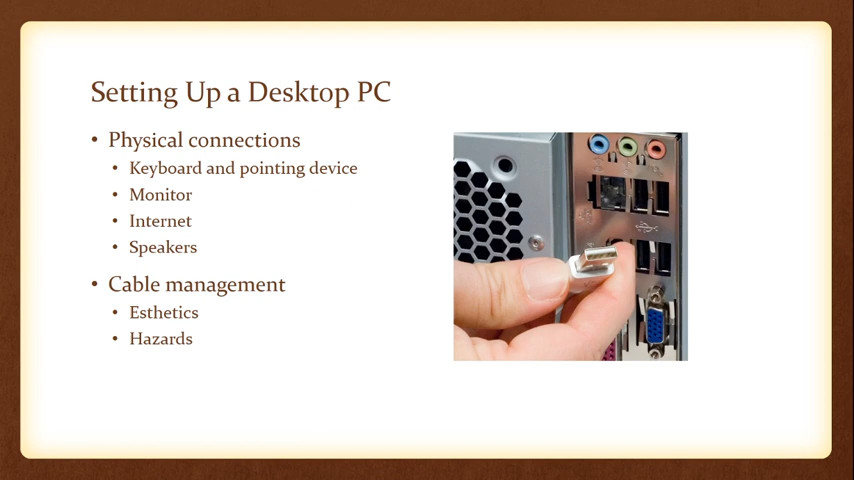 Setting Up a Desktop PC
• Physical connections
• Keyboard and pointing device
• Monitor
• Internet
• Speakers
• Cable management
• Esthetics
• Hazards